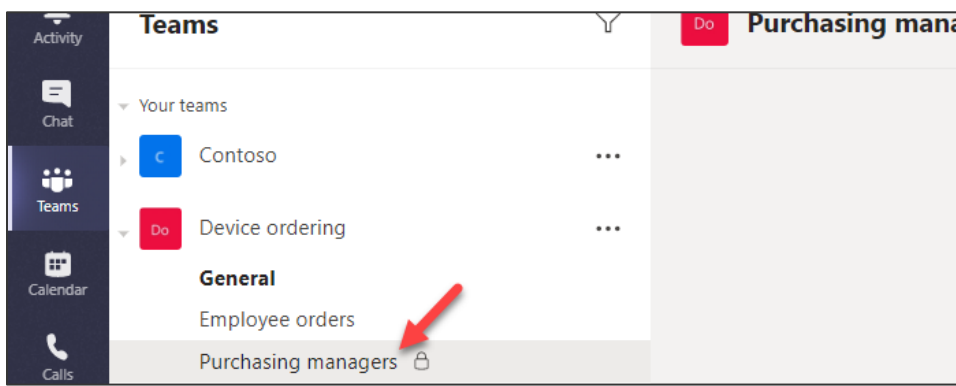 Activity
Chat
Teams
Calendar
Calls
Teams
Your teams
C Contoso
Do Device ordering
General
Employee orders
Purchasing managers
Do Purchasing mana